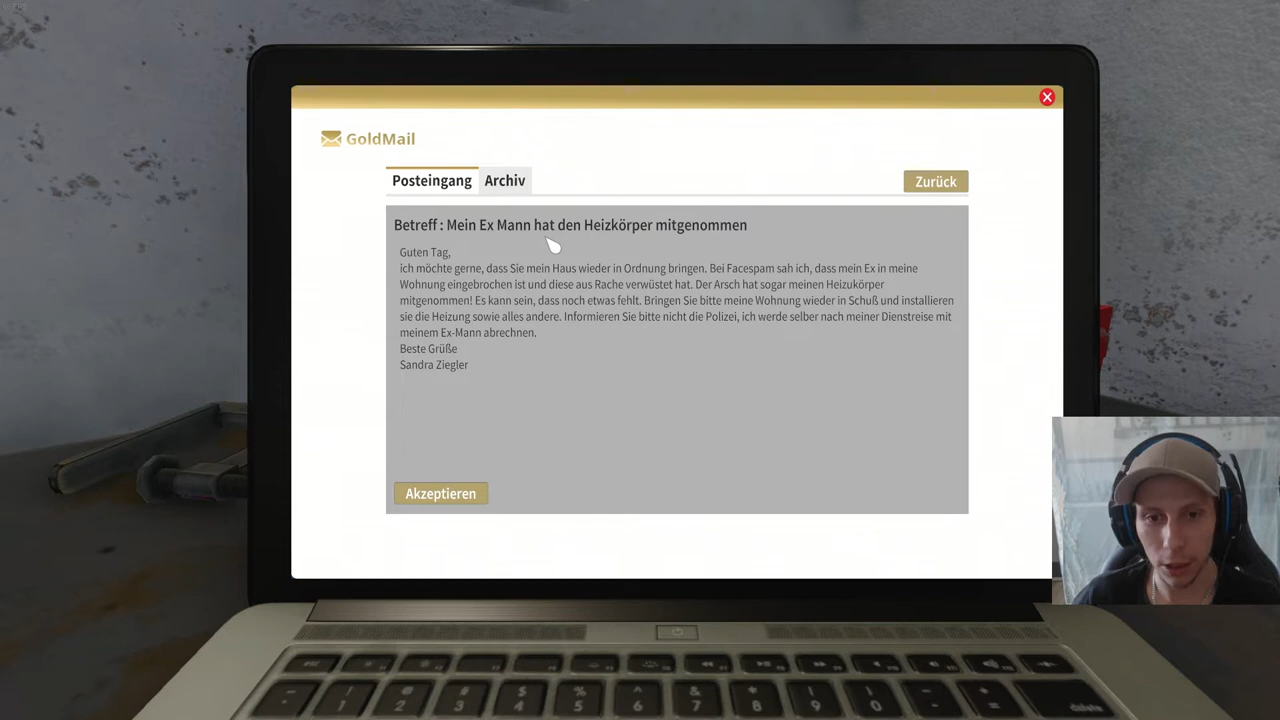 GoldMail
Posteingang Archiv
Zurück
Betreff : Mein Ex Mann hat den Heizkörper mitgenommen
Guten Tag,
ich möchte gerne, dass Sie mein Haus wieder in Ordnung bringen. Bei Facespam sah ich, dass mein Ex in meine
Wohnung eingebrochen ist und diese aus Rache verwüstet hat. Der Arsch hat sogar meinen Heizukörper
mitgenommen! Es kann sein, dass noch etwas fehlt. Bringen Sie bitte meine Wohnung wieder in Schuß und installieren
sie die Heizung sowie alles andere. Informieren Sie bitte nicht die Polizei, ich werde selber nach meiner Dienstreise mit
meinem Ex-Mann abrechnen.
Beste Grüße
Sandra Ziegler
Akzeptieren
delete